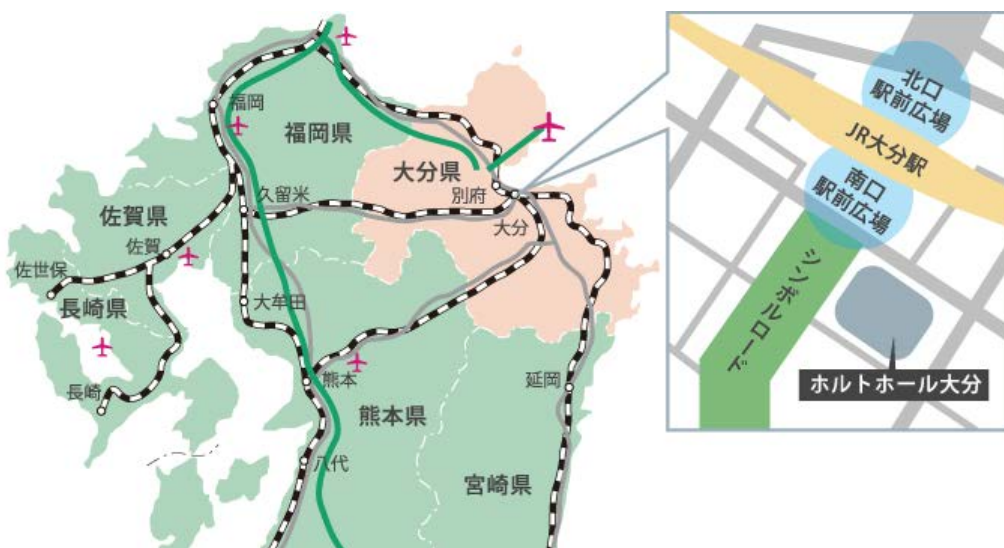 福岡
福岡県
大分県
久留米
別府
大分
佐賀県
佐賀
佐世保
長崎県
大牟田
長崎
熊本
熊本県
延岡
八代
宮崎県
北口
駅前広場
JR大分駅
南口
駅前広場
シンボルロード
ホルトホール大分